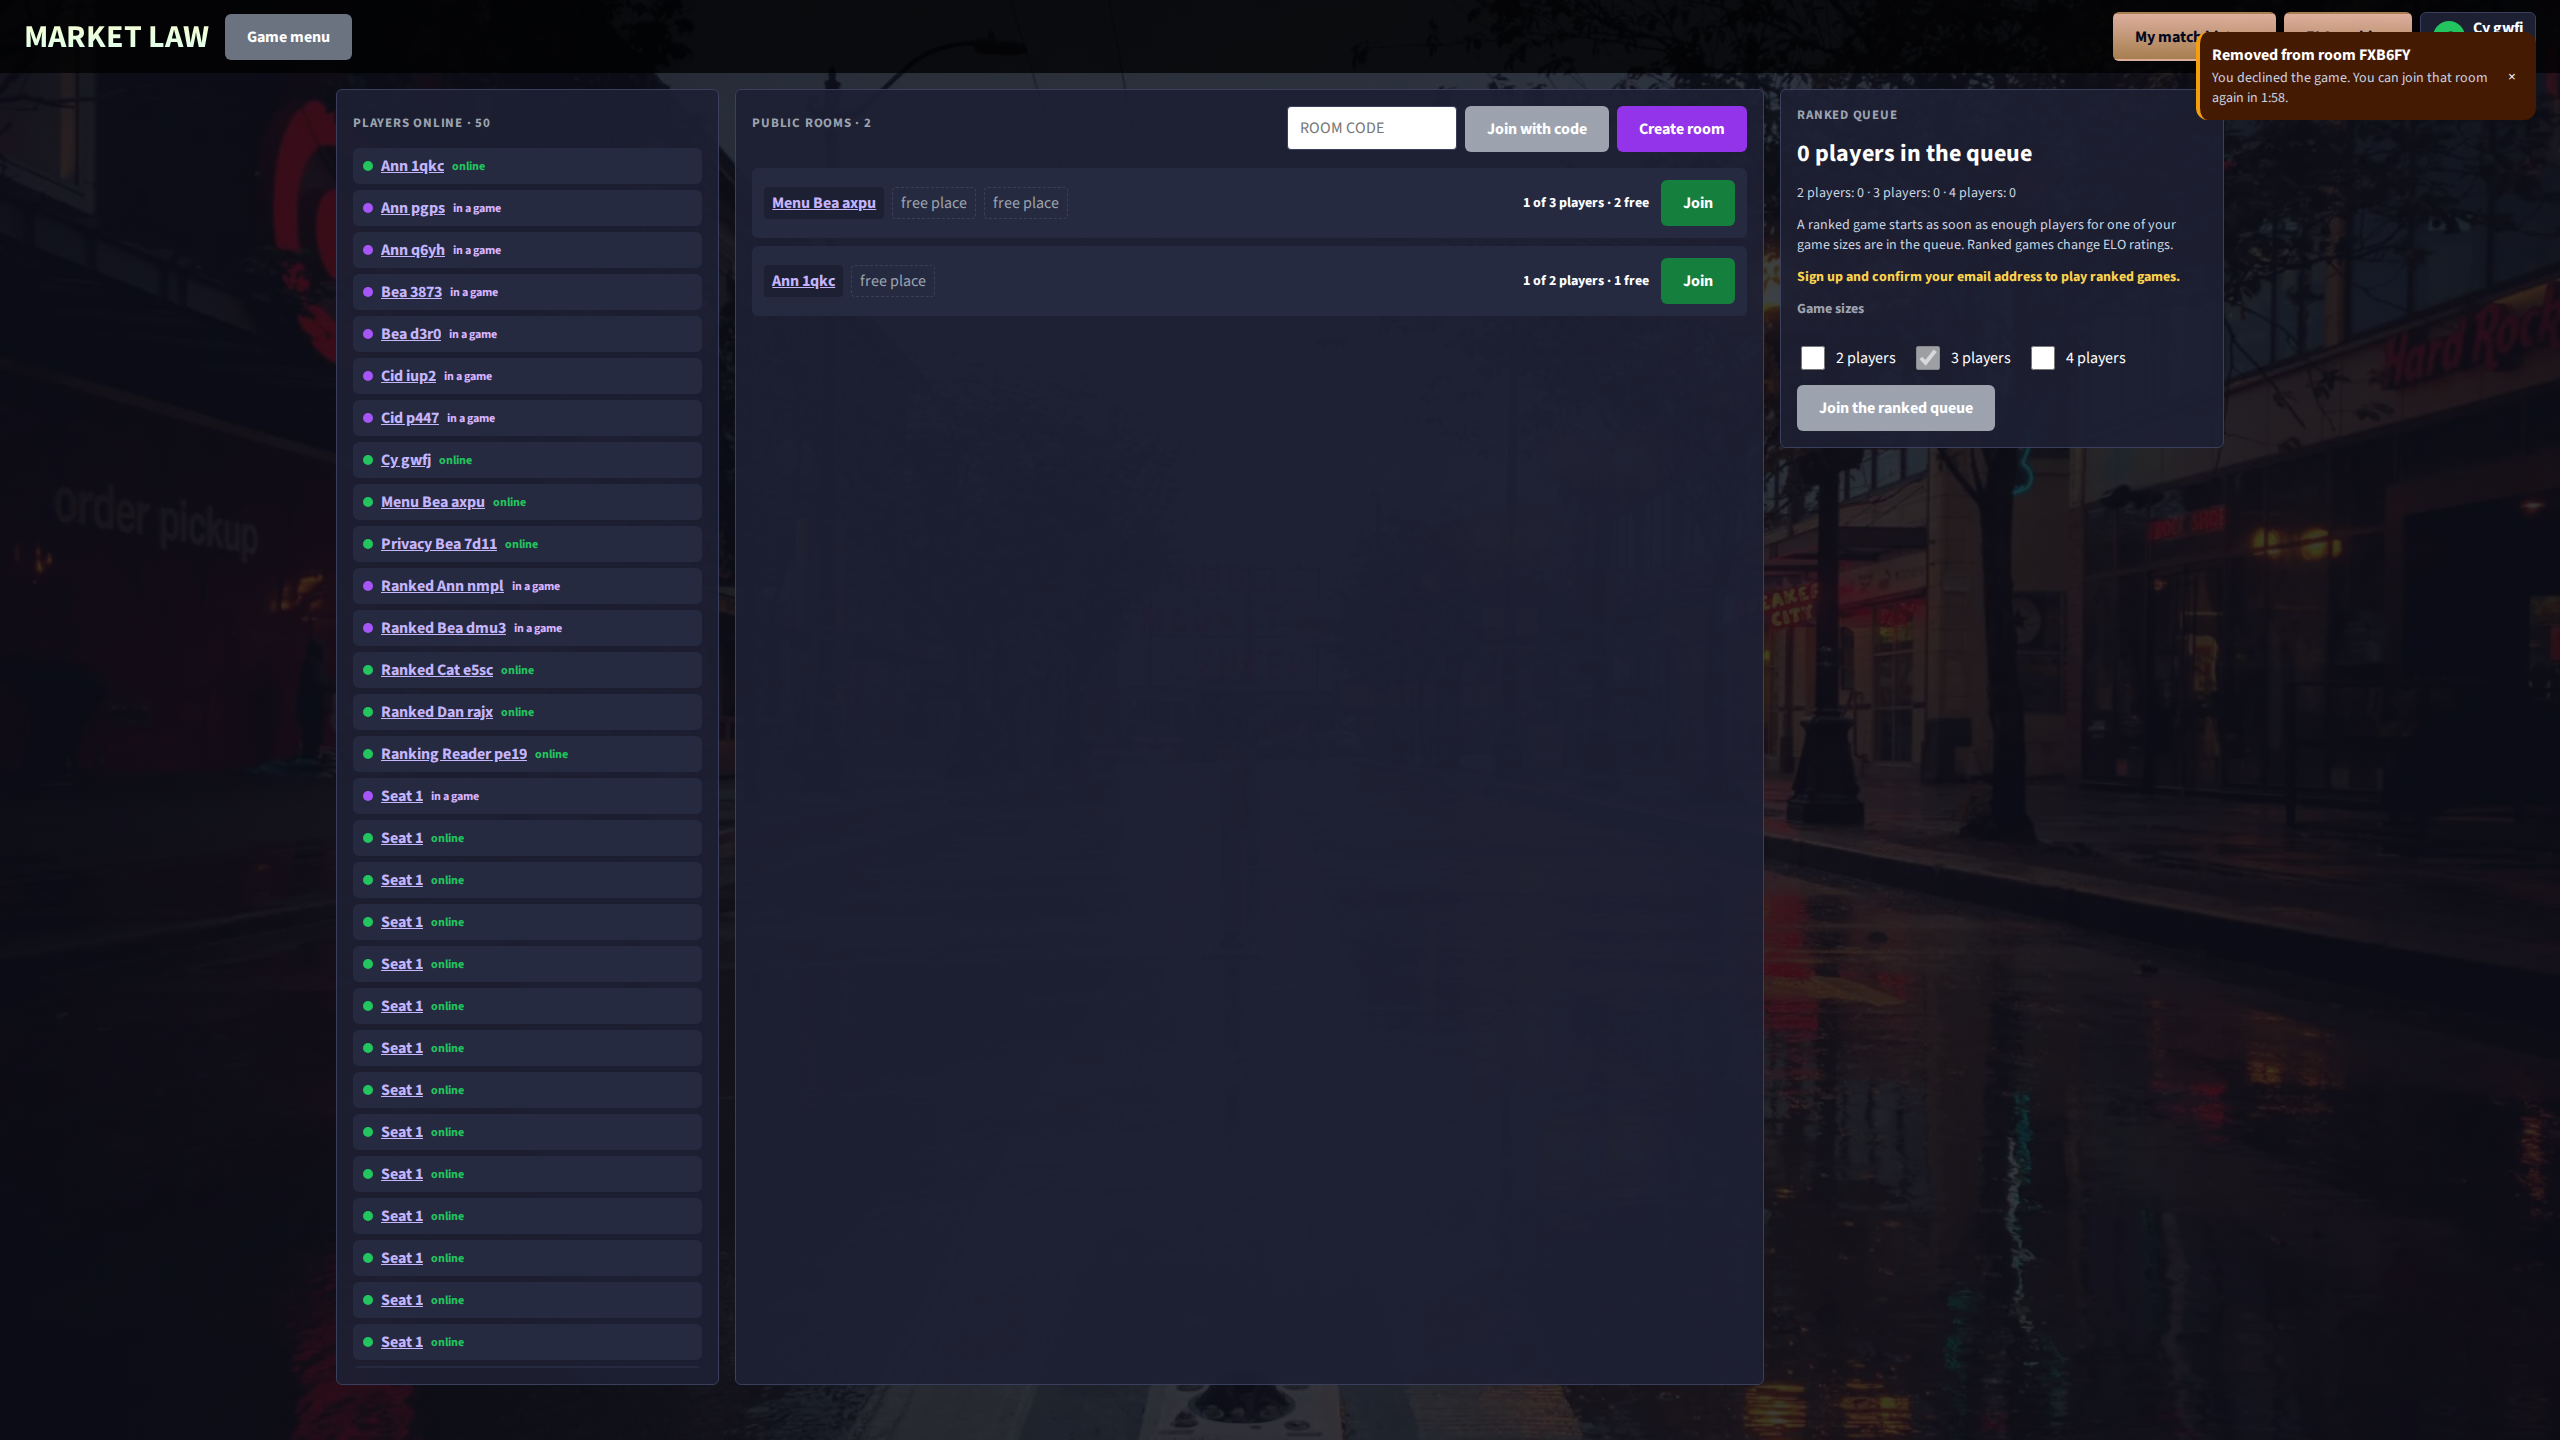 MARKET LAW
Game menu
My match
Cy gwfj
Removed from room FXB6FY
You declined the game. You can join that room
again in 1:58.
×
PLAYERS ONLINE · 50
Ann 1qkc online
Ann pgps in a game
Ann q6yh in a game
Bea 3873 in a game
Bea d3r0 in a game
Cid iup2 in a game
Cid p447 in a game
Cy gwfj online
Menu Bea axpu online
Privacy Bea 7d11 online
Ranked Ann nmpl in a game
Ranked Bea dmu3 in a game
Ranked Cat e5sc online
Ranked Dan rajx online
Ranking Reader pe19 online
Seat 1 in a game
Seat 1 online
Seat 1 online
Seat 1 online
Seat 1 online
Seat 1 online
Seat 1 online
Seat 1 online
Seat 1 online
Seat 1 online
Seat 1 online
Seat 1 online
Seat 1 online
Seat 1 online
PUBLIC ROOMS · 2
ROOM CODE
Join with code
Create room
Menu Bea axpu free place free place 1 of 3 players · 2 free Join
Ann 1qkc free place 1 of 2 players · 1 free Join
RANKED QUEUE
0 players in the queue
2 players: 0 · 3 players: 0 · 4 players: 0
A ranked game starts as soon as enough players for one of your
game sizes are in the queue. Ranked games change ELO ratings.
Sign up and confirm your email address to play ranked games.
Game sizes
2 players 3 players 4 players
Join the ranked queue
order pickup
Hard Rock
CITY